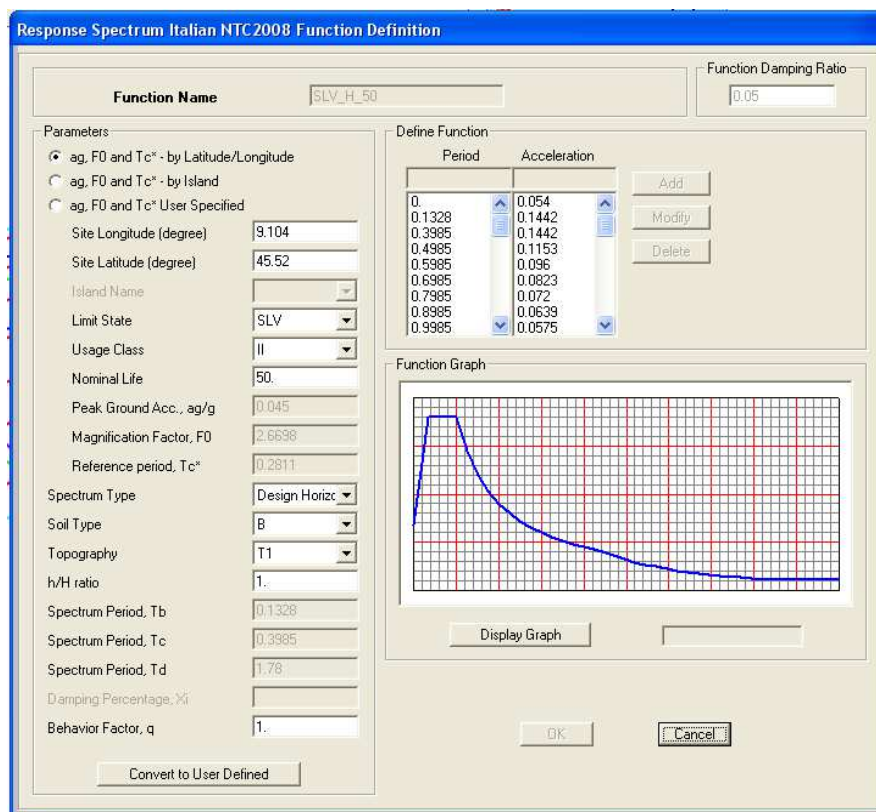 Response Spectrum Italian NTC2008 Function Definition
Function Name
SLV_H_50
Function Damping Ratio
0.05
Parameters
ag, F0 and Tc* - by Latitude/Longitude
ag, F0 and Tc* - by Island
ag, F0 and Tc* User Specified
Site Longitude (degree) 9.104
Site Latitude (degree) 45.52
Island Name
Limit State SLV
Usage Class II
Nominal Life 50.
Peak Ground Acc., ag/g 0.045
Magnification Factor, F0 2.6698
Reference period, Tc* 0.2811
Spectrum Type Design Horizc
Soil Type B
Topography T1
h/H ratio 1.
Spectrum Period, Tb 0.1328
Spectrum Period, Tc 0.3985
Spectrum Period, Td 1.78
Damping Percentage, Xi
Behavior Factor, q 1.
Convert to User Defined
Define Function
Period Acceleration
0. 0.054
0.1328 0.1442
0.3985 0.1442
0.4985 0.1153
0.5985 0.096
0.6985 0.0823
0.7985 0.072
0.8985 0.0639
0.9985 0.0575
Add
Modify
Delete
Function Graph
Display Graph
OK
Cancel